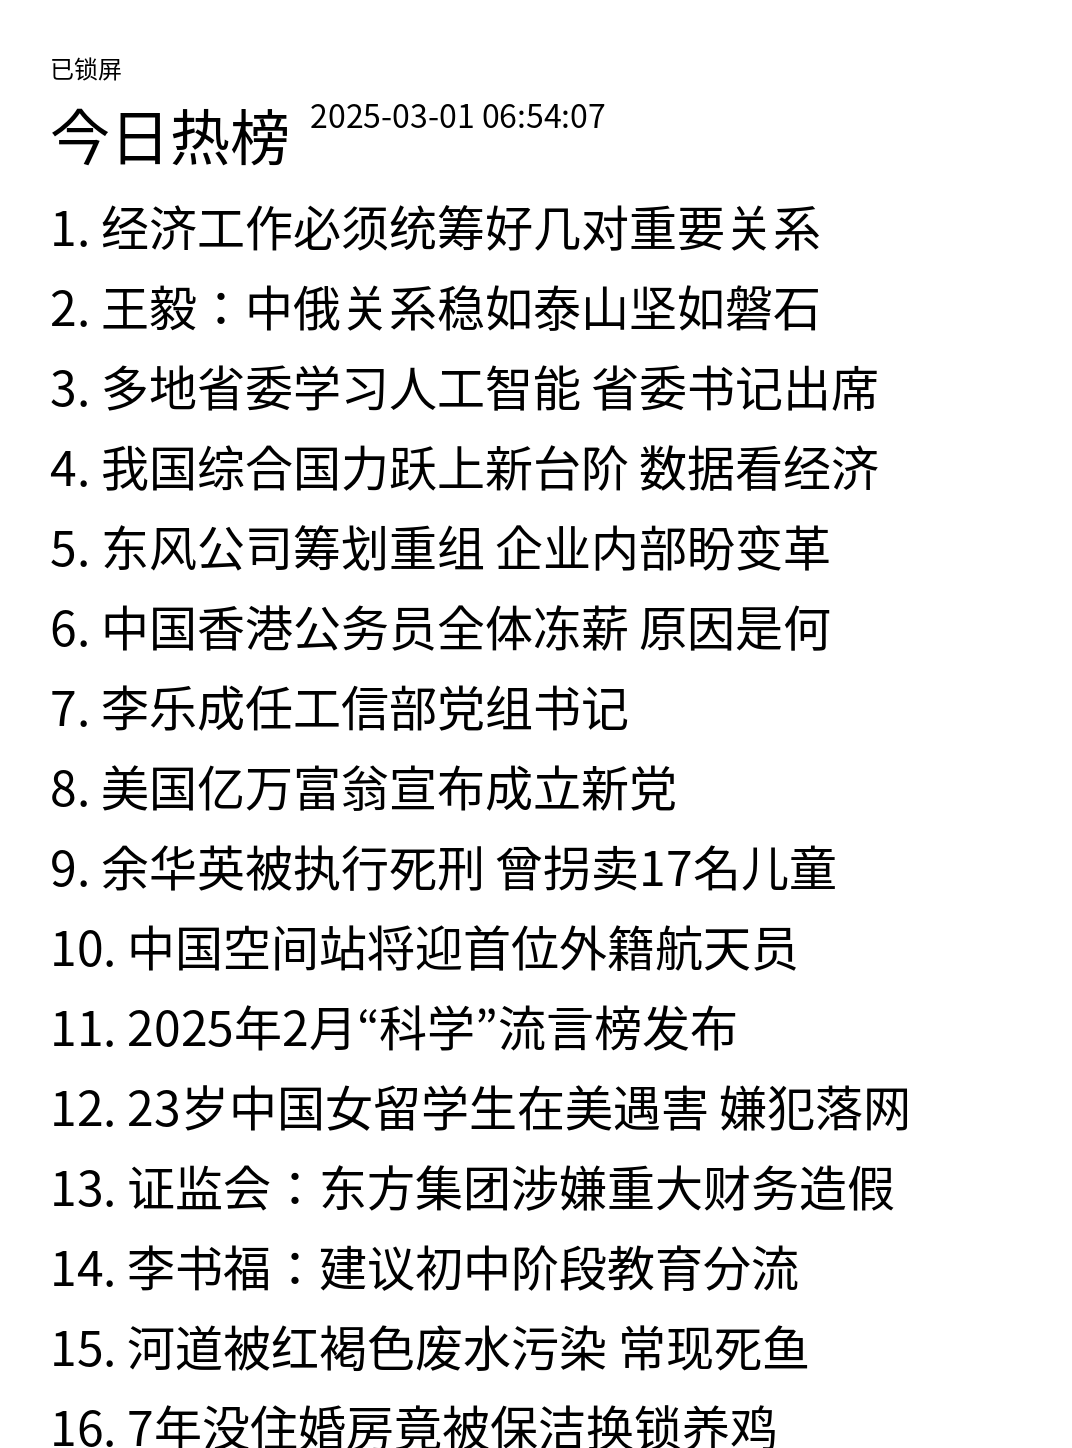 已锁屏
今日热榜 2025-03-01 06:54:07
1. 经济工作必须统筹好几对重要关系
2. 王毅：中俄关系稳如泰山坚如磐石
3. 多地省委学习人工智能 省委书记出席
4. 我国综合国力跃上新台阶 数据看经济
5. 东风公司筹划重组 企业内部盼变革
6. 中国香港公务员全体冻薪 原因是何
7. 李乐成任工信部党组书记
8. 美国亿万富翁宣布成立新党
9. 余华英被执行死刑 曾拐卖17名儿童
10. 中国空间站将迎首位外籍航天员
11. 2025年2月“科学”流言榜发布
12. 23岁中国女留学生在美遇害 嫌犯落网
13. 证监会：东方集团涉嫌重大财务造假
14. 李书福：建议初中阶段教育分流
15. 河道被红褐色废水污染 常现死鱼
16. 7年没住婚房竟被保洁换锁养鸡